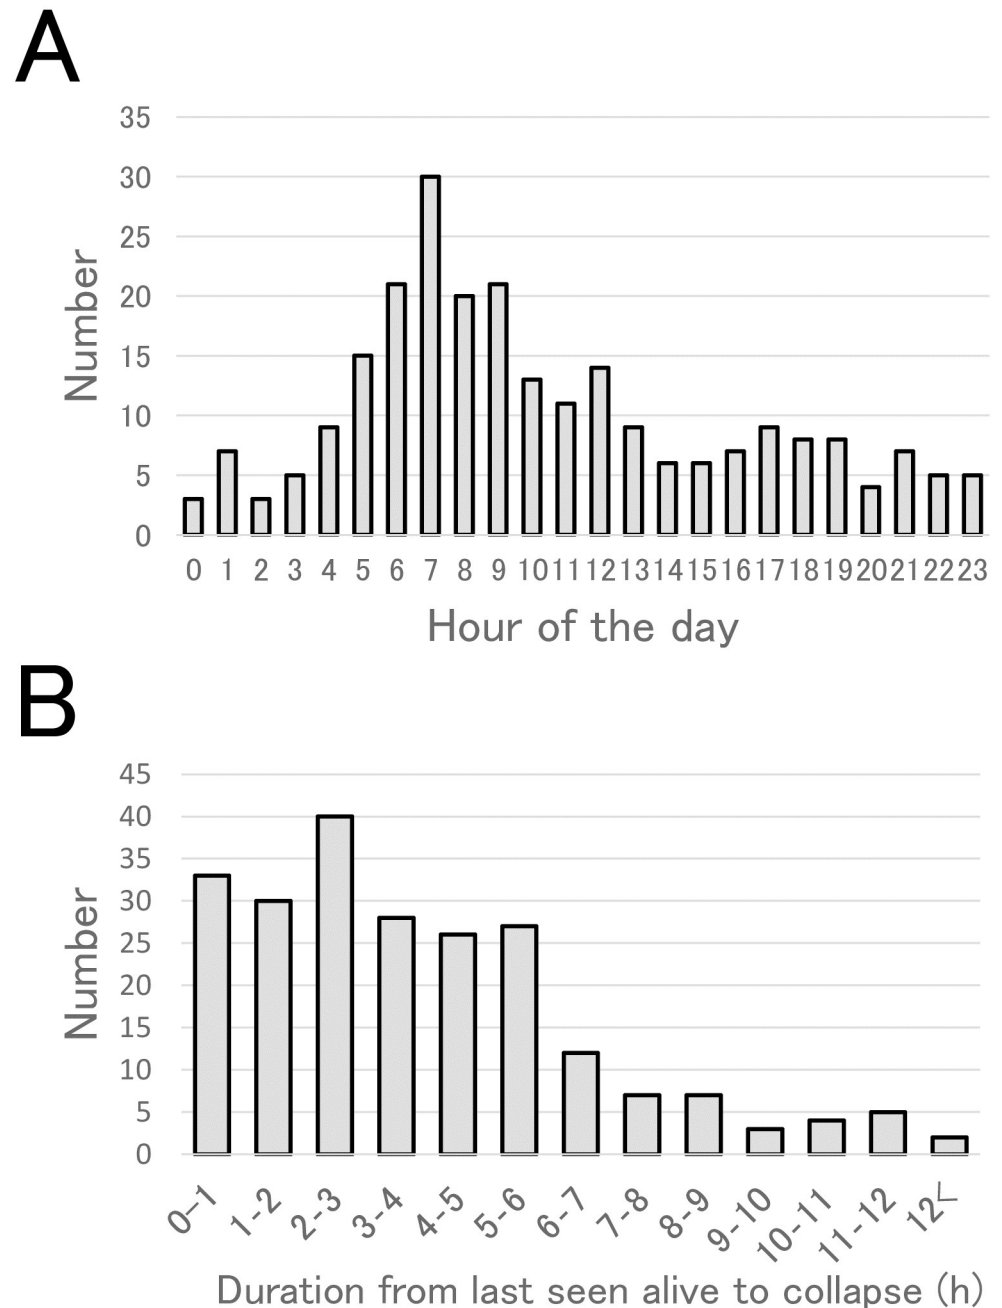 A
35
30
25
20
15
10
5
0
Number
0 1 2 3 4 5 6 7 8 9 10 11 12 13 14 15 16 17 18 19 20 21 22 23
Hour of the day
B
45
40
35
30
25
20
15
10
5
0
Number
0-1 1-2 2-3 3-4 4-5 5-6 6-7 7-8 8-9 9-10 10-11 11-12 12<
Duration from last seen alive to collapse (h)